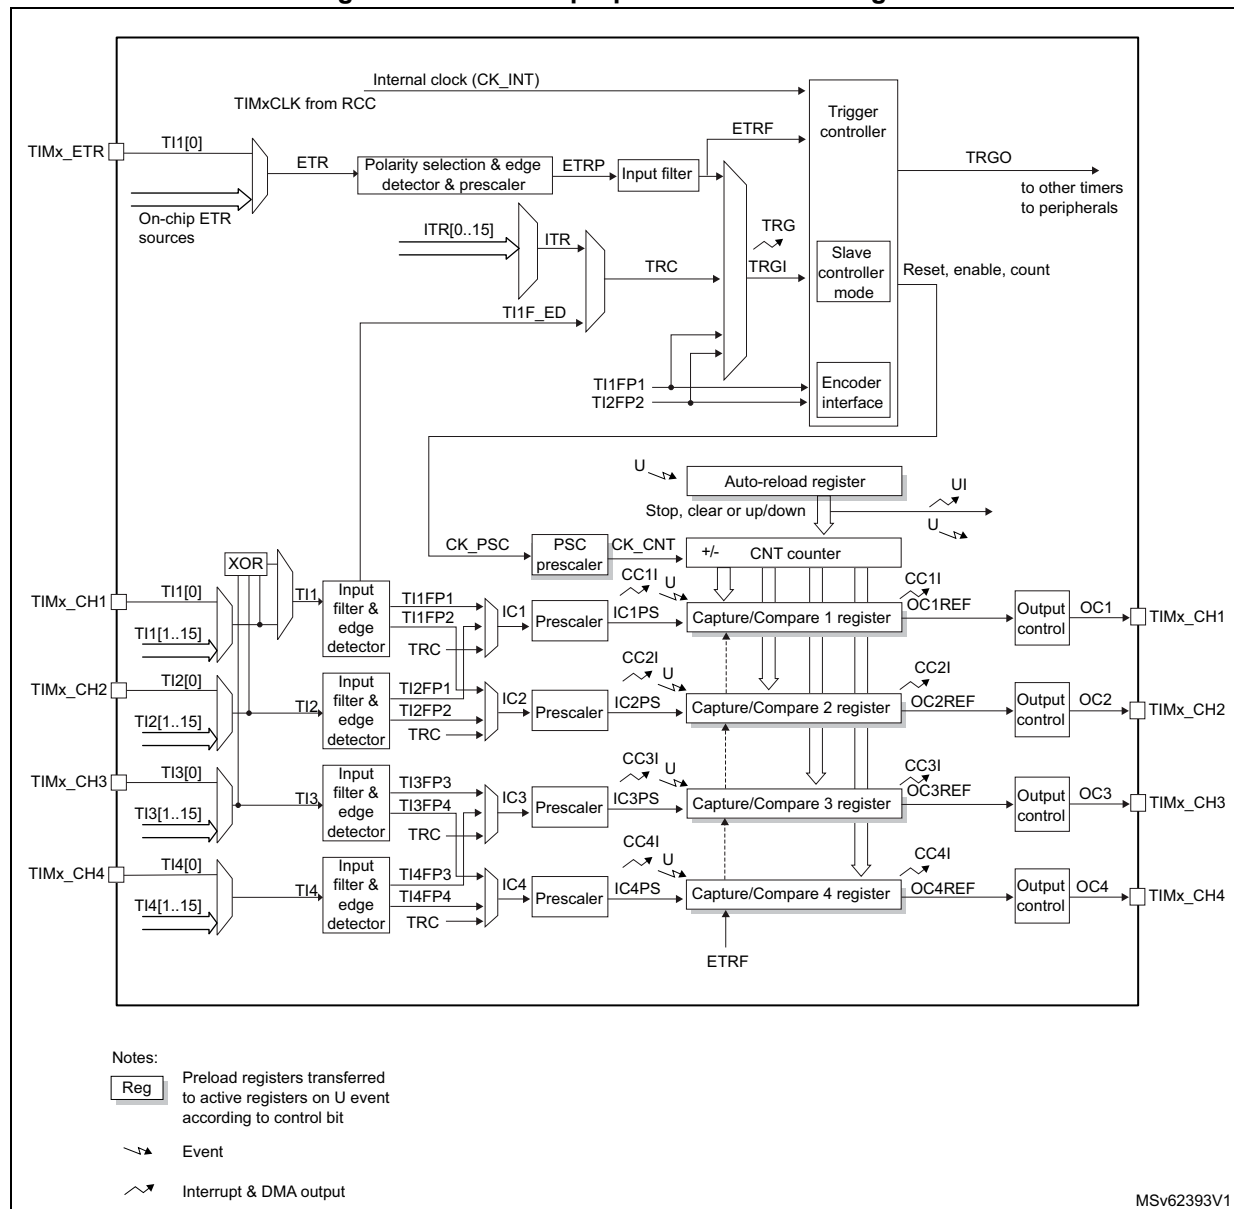 Internal clock (CK_INT)
TIMxCLK from RCC
Trigger
controller
ETRF
TIMx_ETR
TI1[0]
ETR
Polarity selection & edge
detector & prescaler
ETRP
Input filter
TRGO
to other timers
to peripherals
On-chip ETR
sources
ITR[0..15]
ITR
TRG
TRC
TRGI
Slave
controller
mode
Reset, enable, count
TI1F_ED
TI1FP1
TI2FP2
Encoder
interface
U
Auto-reload register
UI
Stop, clear or up/down
U
CK_PSC
PSC
prescaler
CK_CNT
+/-
CNT counter
XOR
TIMx_CH1
TI1[0]
TI1[1..15]
TI1
Input
filter &
edge
detector
TI1FP1
TI1FP2
TRC
IC1
Prescaler
IC1PS
CC1I
U
Capture/Compare 1 register
CC1I
OC1REF
Output
control
OC1
TIMx_CH1
TIMx_CH2
TI2[0]
TI2[1..15]
TI2
Input
filter &
edge
detector
TI2FP1
TI2FP2
TRC
IC2
Prescaler
IC2PS
CC2I
U
Capture/Compare 2 register
CC2I
OC2REF
Output
control
OC2
TIMx_CH2
TIMx_CH3
TI3[0]
TI3[1..15]
TI3
Input
filter &
edge
detector
TI3FP3
TI3FP4
TRC
IC3
Prescaler
IC3PS
CC3I
U
Capture/Compare 3 register
CC3I
OC3REF
Output
control
OC3
TIMx_CH3
TIMx_CH4
TI4[0]
TI4[1..15]
TI4
Input
filter &
edge
detector
TI4FP3
TI4FP4
TRC
IC4
Prescaler
IC4PS
CC4I
U
Capture/Compare 4 register
CC4I
OC4REF
Output
control
OC4
TIMx_CH4
ETRF
Notes:
Reg
Preload registers transferred
to active registers on U event
according to control bit
Event
Interrupt & DMA output
MSv62393V1